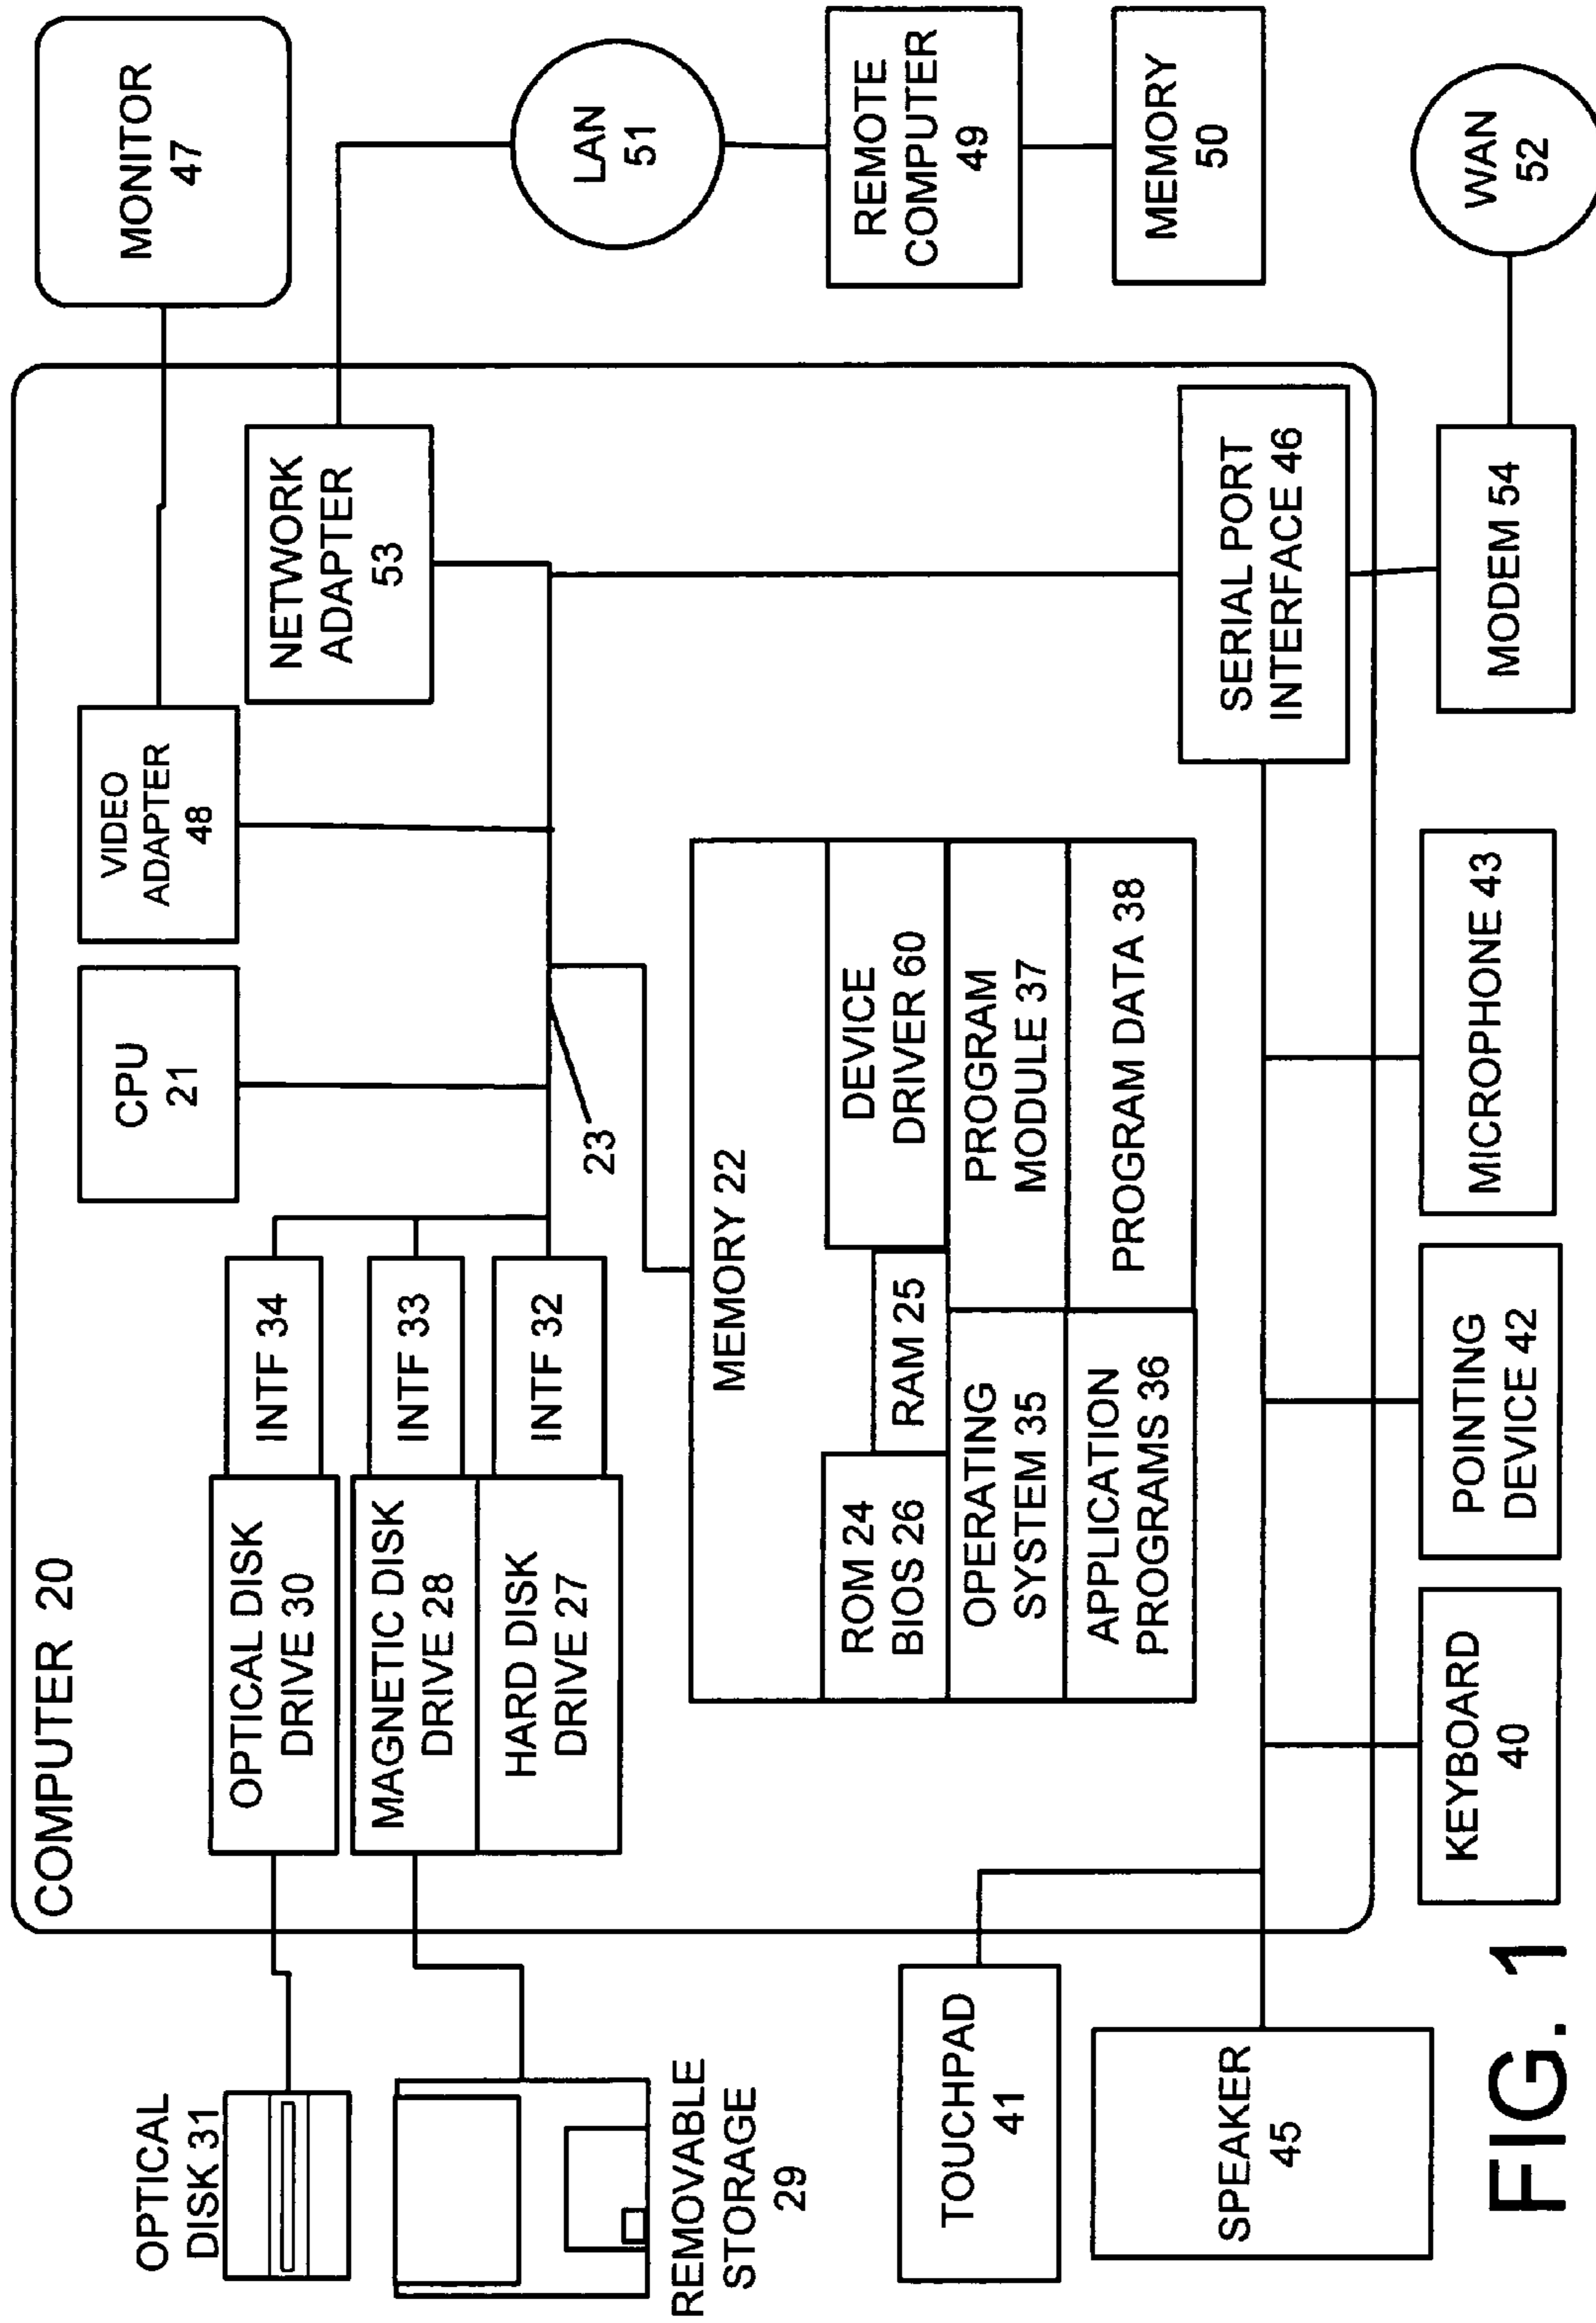 COMPUTER 20
MONITOR
47
VIDEO
ADAPTER
48
CPU
21
OPTICAL
DISK 31
OPTICAL DISK
DRIVE 30
INTF 34
NETWORK
ADAPTER
53
MAGNETIC DISK
DRIVE 28
INTF 33
HARD DISK
DRIVE 27
INTF 32
23
LAN
51
REMOVABLE
STORAGE
29
MEMORY 22
ROM 24
BIOS 26
RAM 25
DEVICE
DRIVER 60
REMOTE
COMPUTER
49
OPERATING
SYSTEM 35
PROGRAM
MODULE 37
TOUCHPAD
41
APPLICATION
PROGRAMS 36
PROGRAM DATA 38
MEMORY
50
SPEAKER
45
SERIAL PORT
INTERFACE 46
KEYBOARD
40
POINTING
DEVICE 42
MICROPHONE 43
MODEM 54
WAN
52
FIG. 1